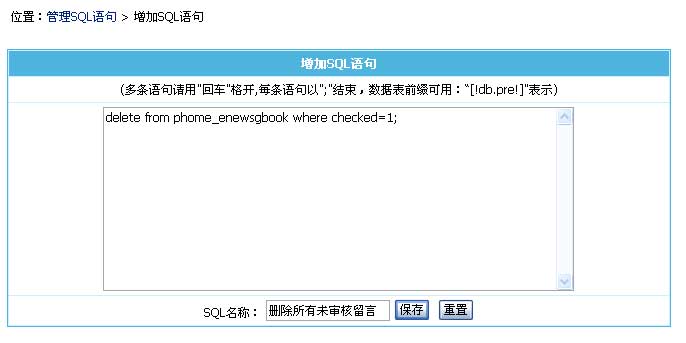 位置：管理SQL语句 > 增加SQL语句
增加SQL语句
(多条语句请用"回车"格开,每条语句以";"结束，数据表前缀可用：“[!db.pre!]"表示)
delete from phome_enewsgbook where checked=1;
SQL名称： 删除所有未审核留言 保存 重置